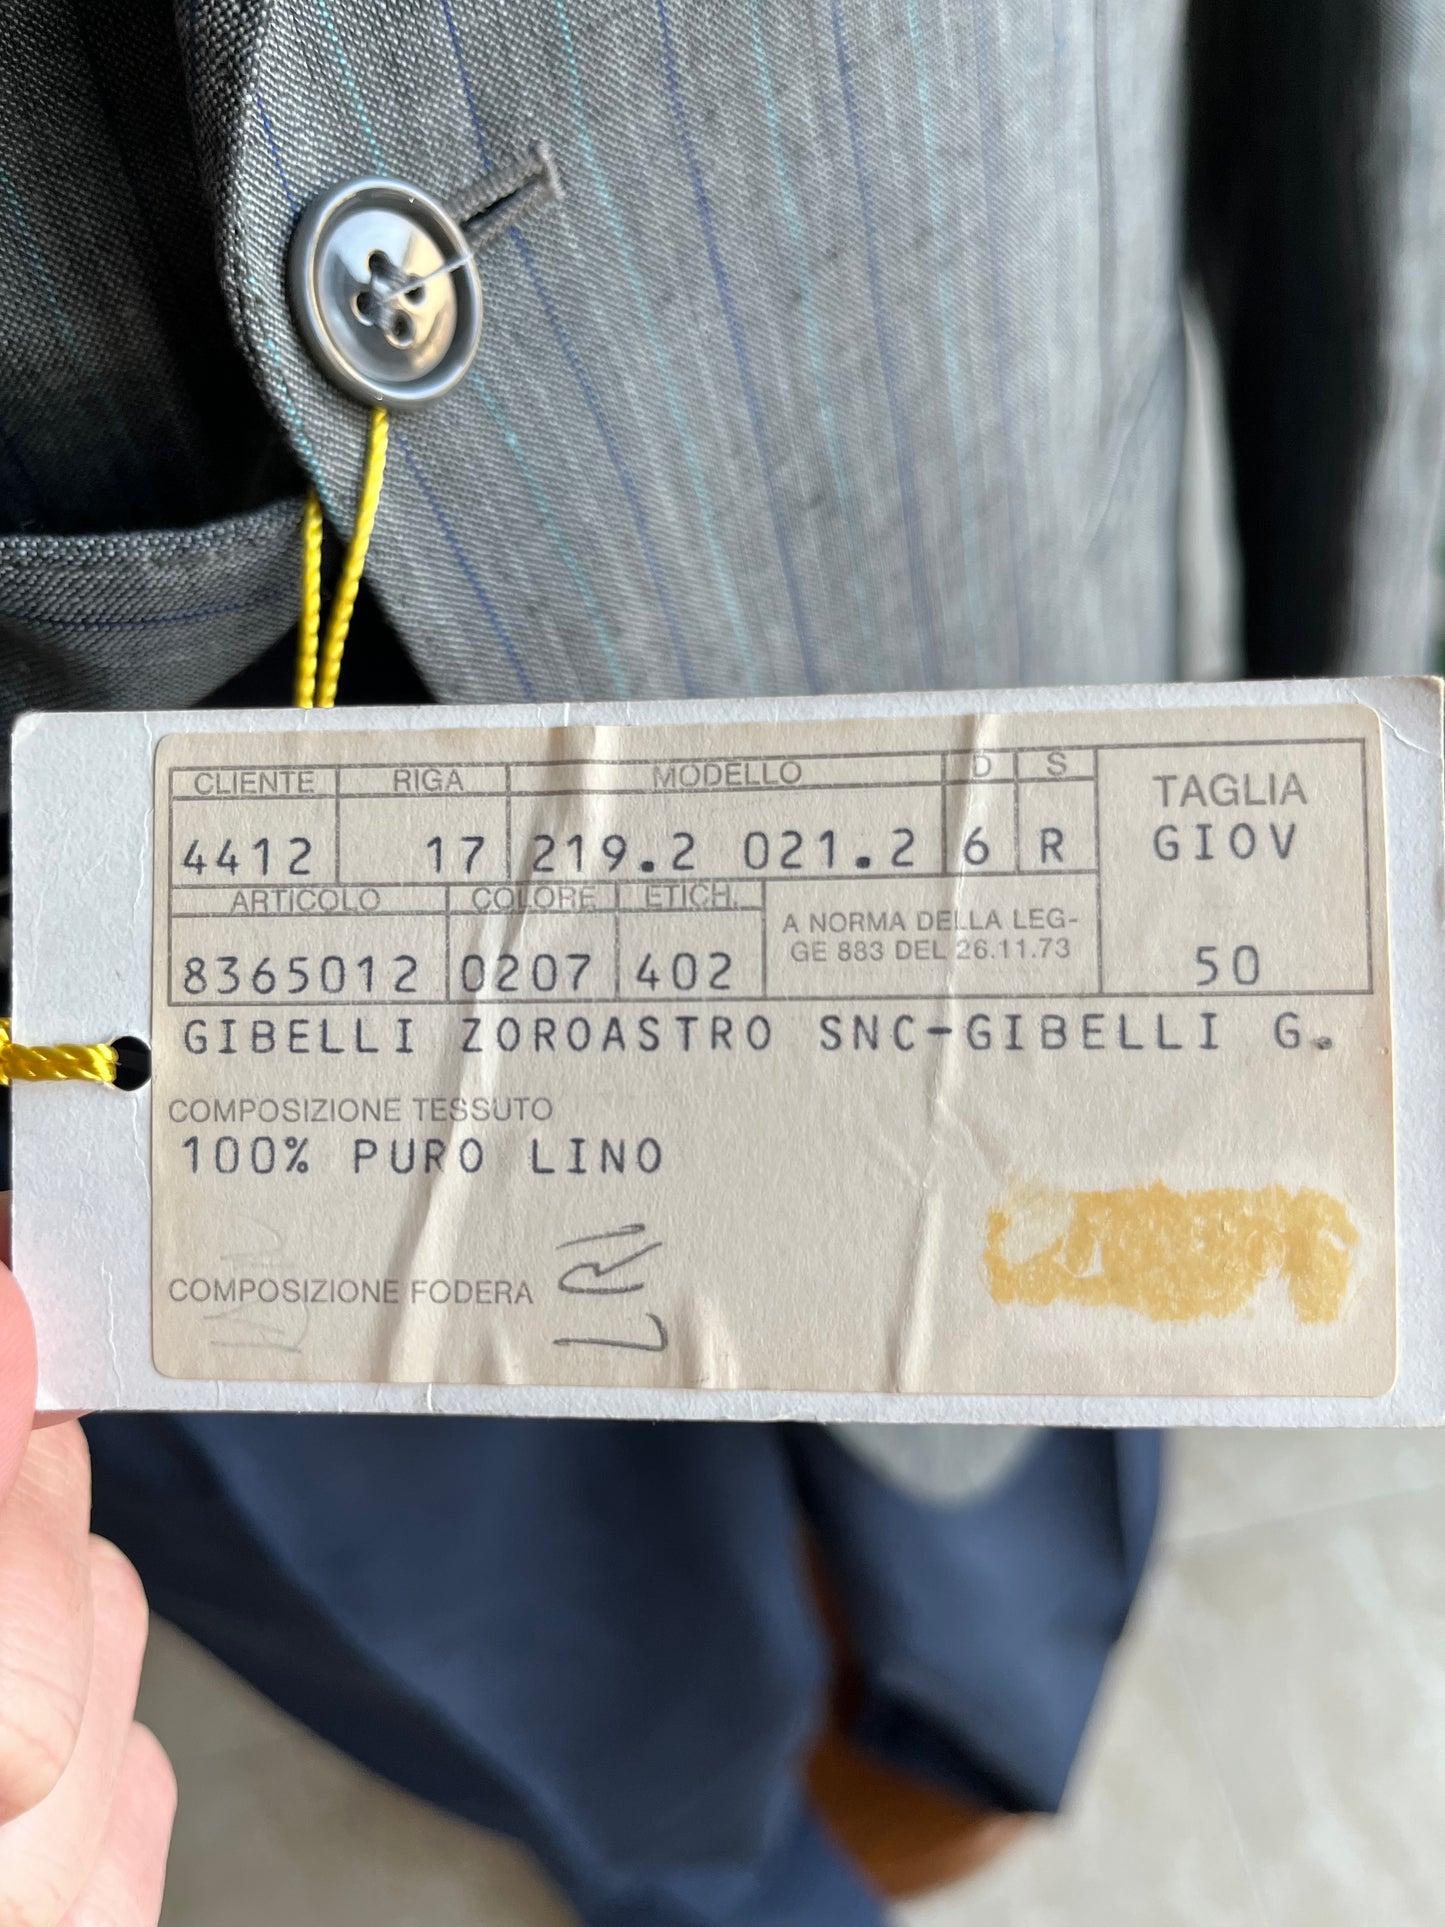 CLIENTE RIGA MODELLO D S TAGLIA
4412 17 219.2 021.2 6 R GIOV
ARTICOLO COLORE ETICH. A NORMA DELLA LEG-
GE 883 DEL 26.11.73
8365012 0207 402 50
GIBELLI ZOROASTRO SNC-GIBELLI G.
COMPOSIZIONE TESSUTO
100% PURO LINO
COMPOSIZIONE FODERA